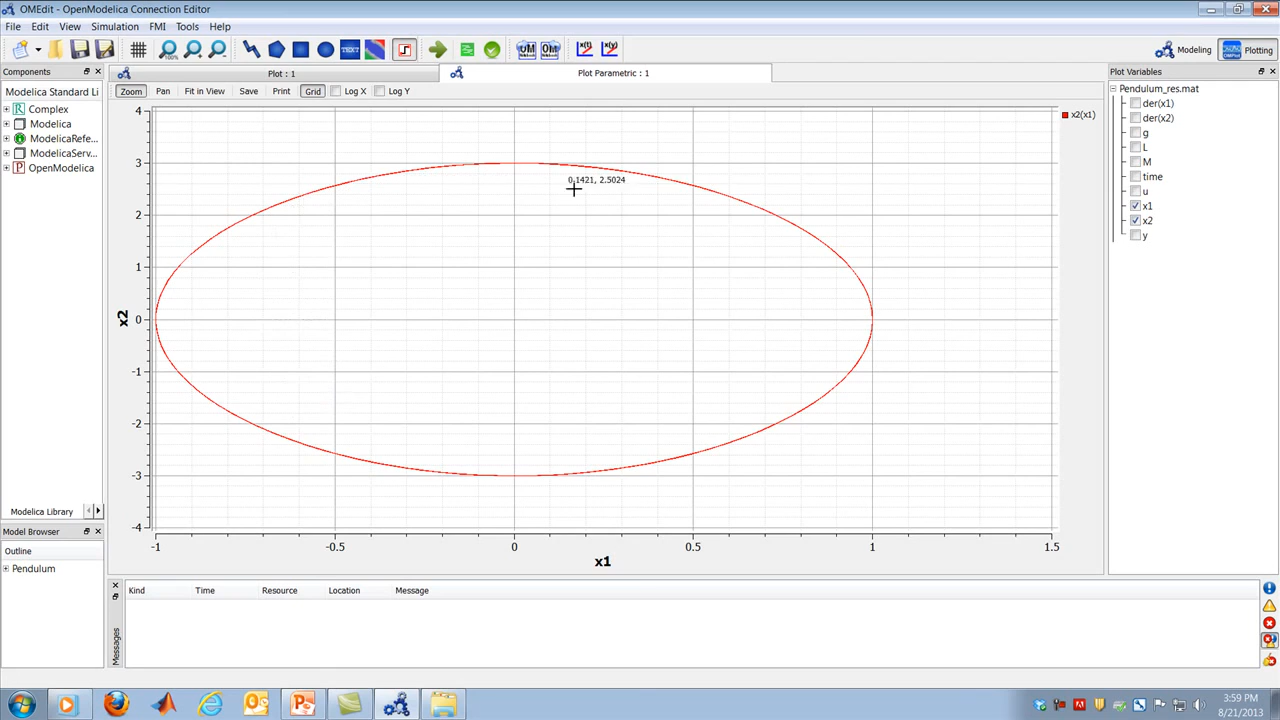 OMEdit - OpenModelica Connection Editor
File Edit View Simulation FMI Tools Help
100% TEXT OM OM x(t) x(y) Modeling Plotting
Components Plot : 1 Plot Parametric : 1 Plot Variables
Modelica Standard Li Zoom Pan Fit in View Save Print Grid Log X Log Y Pendulum_res.mat
Complex
Modelica
ModelicaRefe...
ModelicaServ...
OpenModelica
x2(x1)
der(x1)
der(x2)
g
L
M
time
u
x1
x2
y
4
3
2
1
0
-1
-2
-3
-4
x2
0.1421, 2.5024
-1 -0.5 0 0.5 1 1.5
x1
Modelica Library
Model Browser
Outline
Pendulum
Kind Time Resource Location Message
Messages
3:59 PM
8/21/2013